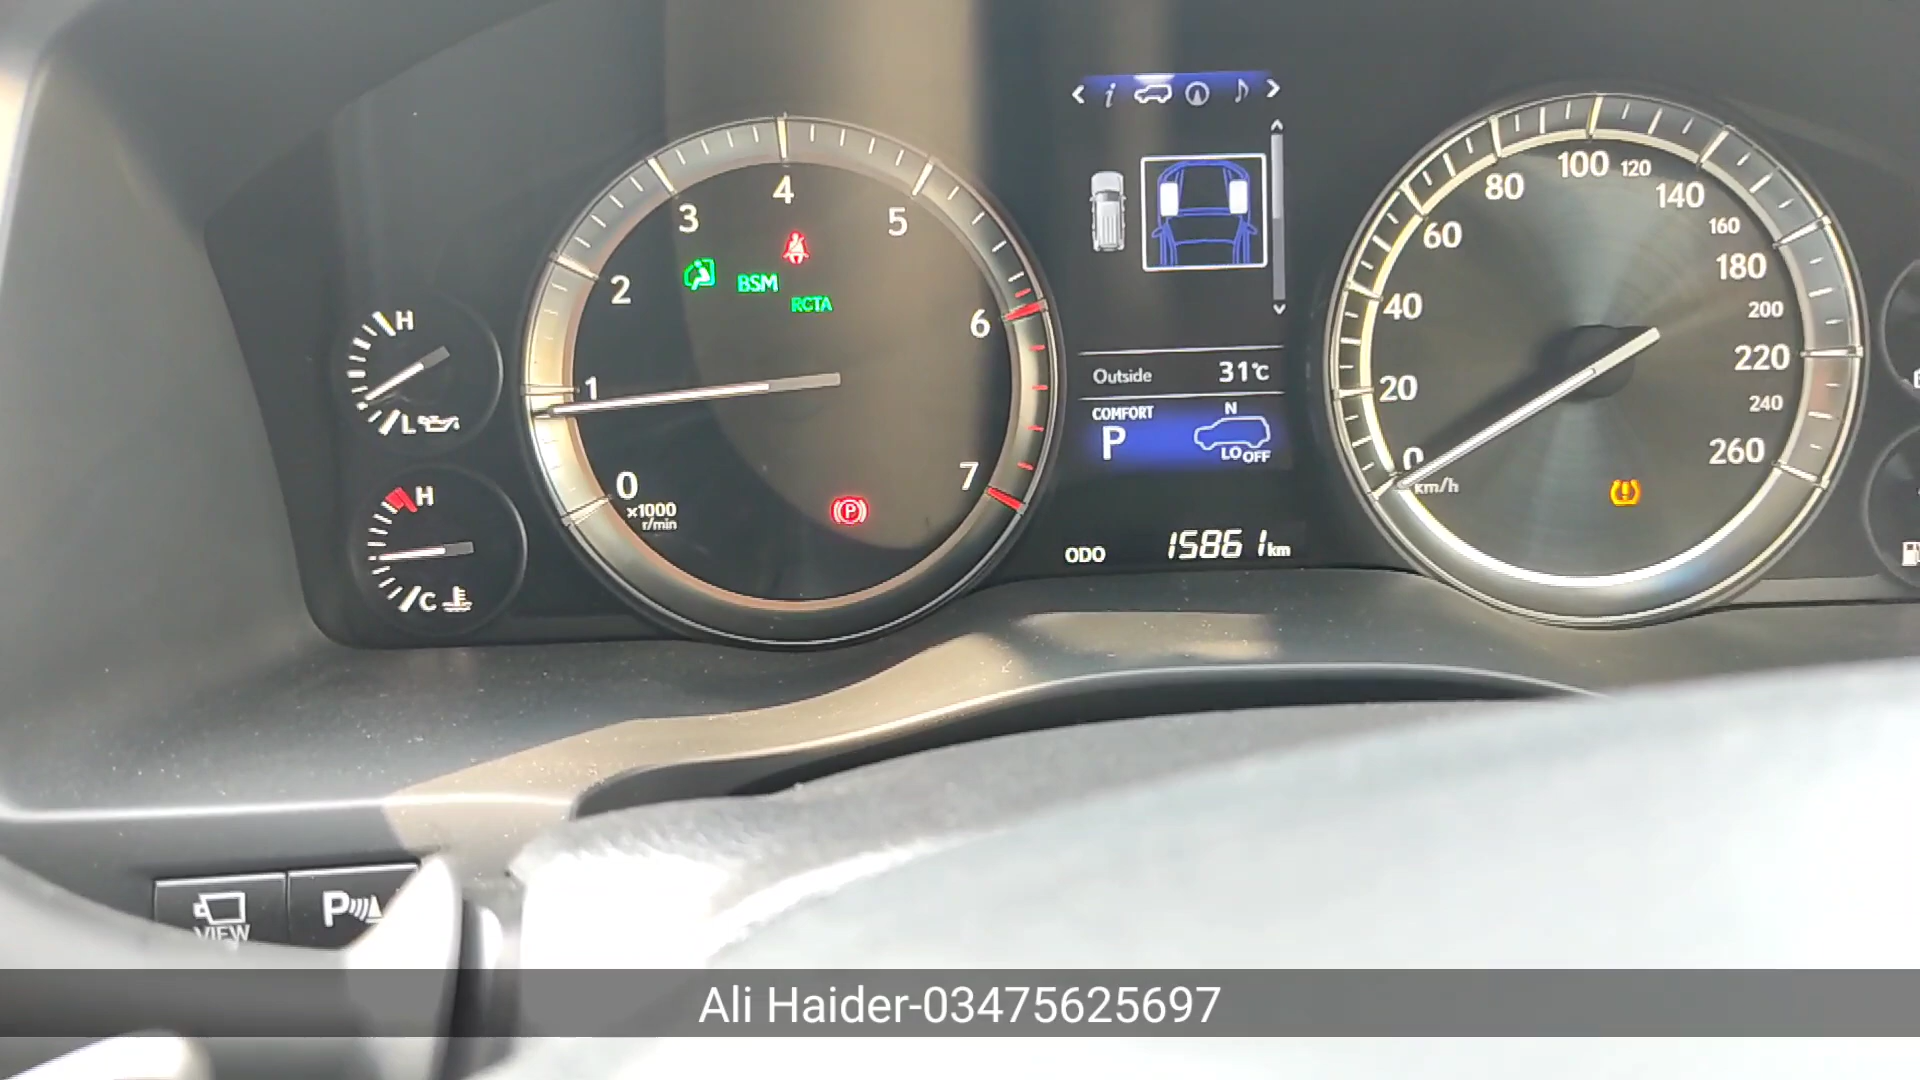 H
L
H
C
0
1
2
3
4
5
6
7
x1000
r/min
BSM
RCTA
P
i
Outside 31°C
COMFORT
P
N
LO OFF
ODO 15861 km
0
20
40
60
80
100
120
140
160
180
200
220
240
260
km/h
VIEW
P
Ali Haider-03475625697